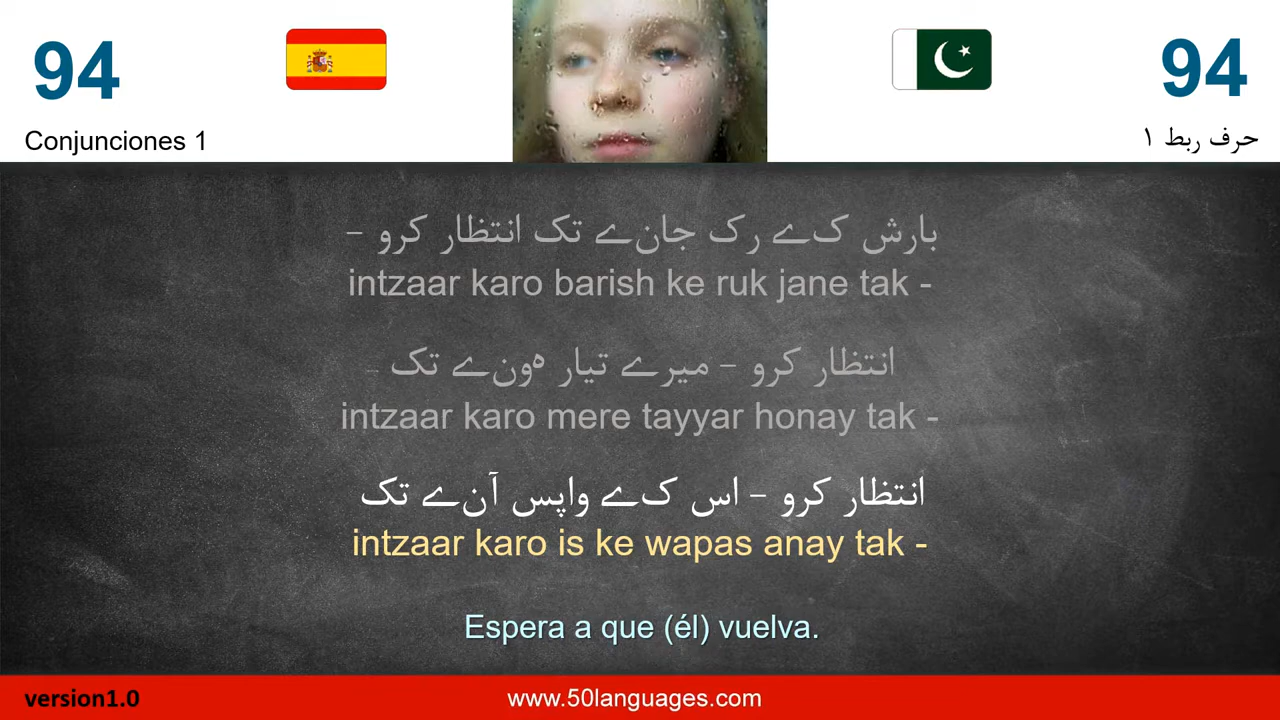 94
94
Conjunciones 1
حرف ربط ۱
بارش کے رک جانے تک انتظار کرو –
intzaar karo barish ke ruk jane tak -
انتظار کرو – میرے تیار ہونے تک –
intzaar karo mere tayyar honay tak -
انتظار کرو – اس کے واپس آنے تک
intzaar karo is ke wapas anay tak -
Espera a que (él) vuelva.
version1.0
www.50languages.com